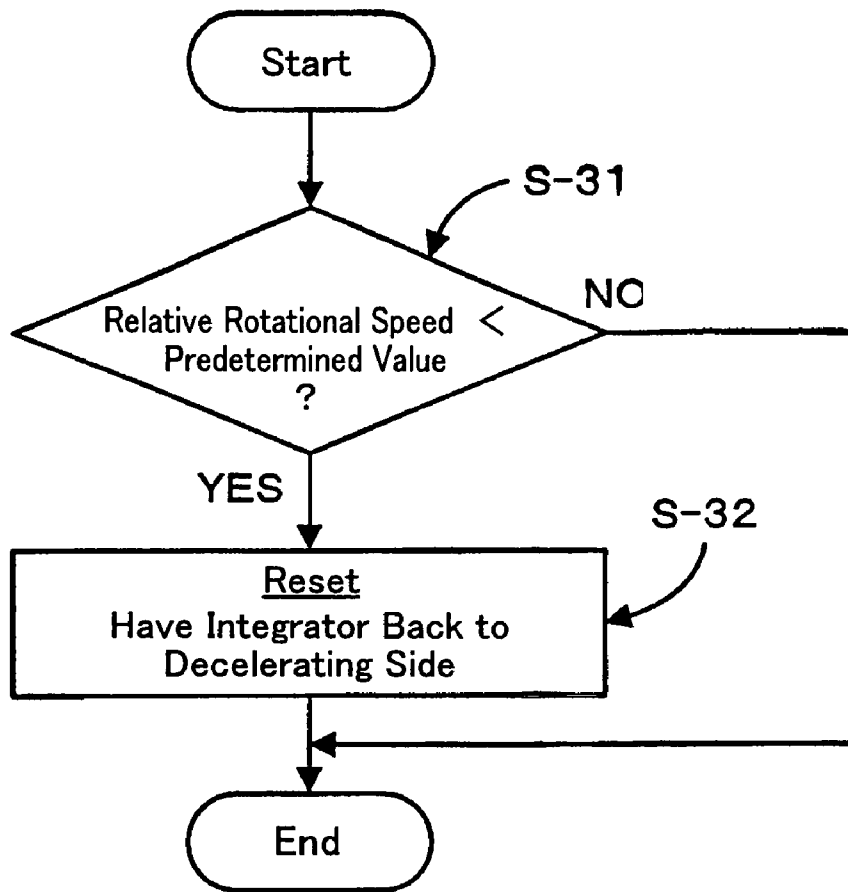 Start
S-31
NO
Relative Rotational Speed <
Predetermined Value
?
YES
S-32
Reset
Have Integrator Back to
Decelerating Side
End